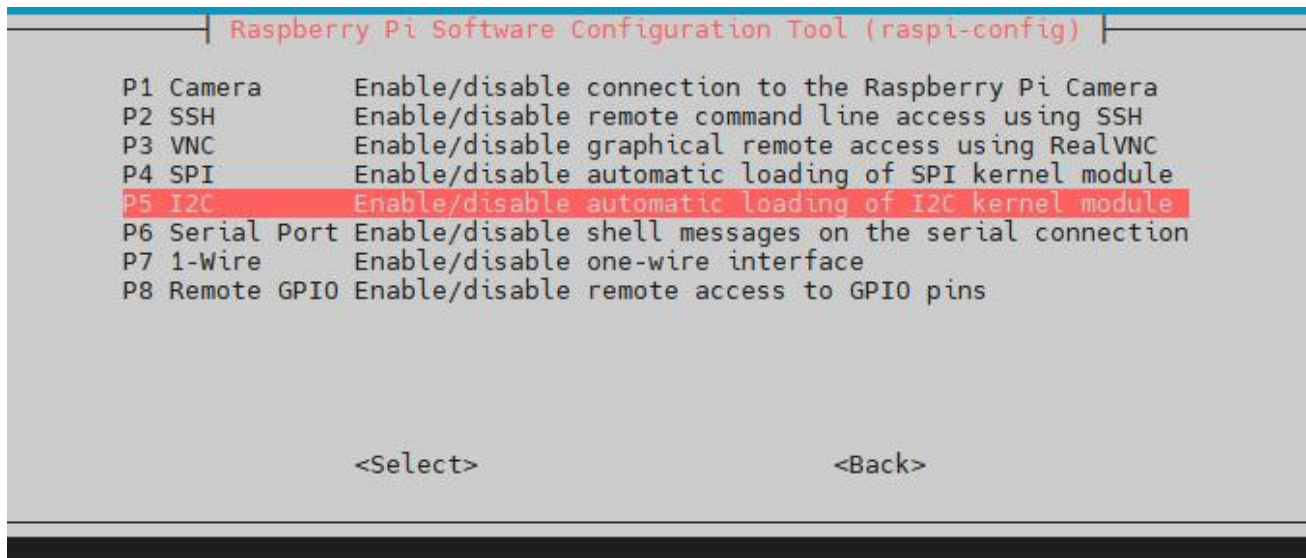 Raspberry Pi Software Configuration Tool (raspi-config)
P1 Camera Enable/disable connection to the Raspberry Pi Camera
P2 SSH Enable/disable remote command line access using SSH
P3 VNC Enable/disable graphical remote access using RealVNC
P4 SPI Enable/disable automatic loading of SPI kernel module
P5 I2C Enable/disable automatic loading of I2C kernel module
P6 Serial Port Enable/disable shell messages on the serial connection
P7 1-Wire Enable/disable one-wire interface
P8 Remote GPIO Enable/disable remote access to GPIO pins
<Select> <Back>